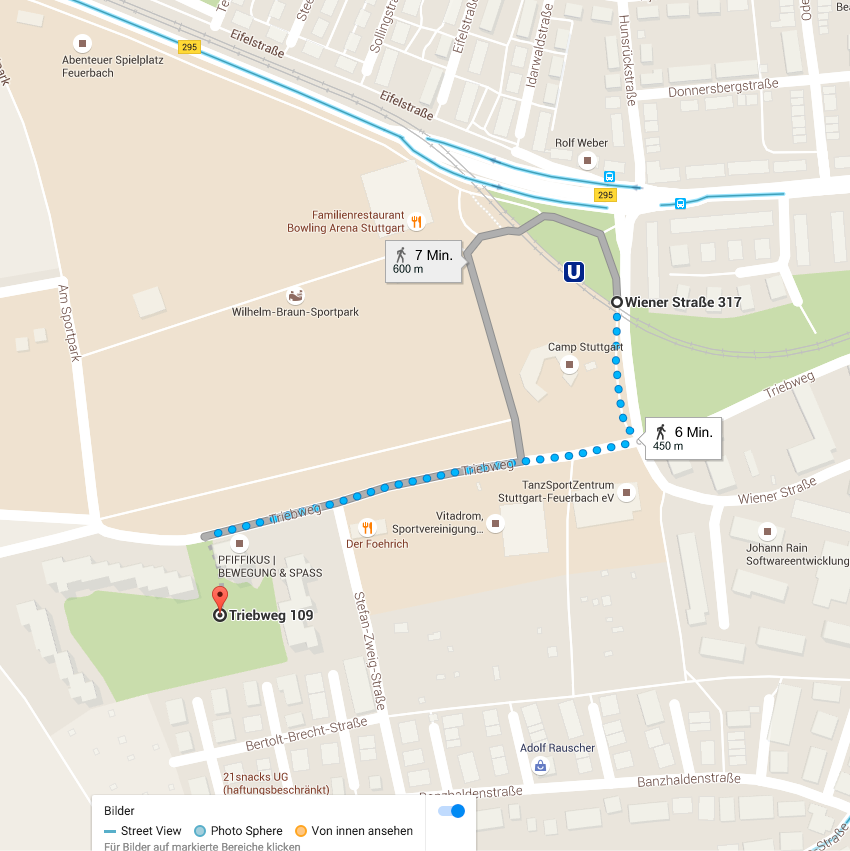 Eifelstraße
295
Sollingstraße
Eifelstraße
Idarwaldstraße
Hunsrückstraße
Abenteuer Spielplatz
Feuerbach
Donnersbergstraße
Eifelstraße
Rolf Weber
295
Familienrestaurant
Bowling Arena Stuttgart
7 Min.
600 m
U
Wilhelm-Braun-Sportpark
Wiener Straße 317
Am Sportpark
Camp Stuttgart
Triebweg
6 Min.
450 m
Triebweg
TanzSportZentrum
Stuttgart-Feuerbach eV
Wiener Straße
Triebweg
Vitadrom,
Sportvereinigung...
Der Foehrich
PFIFFIKUS |
BEWEGUNG & SPASS
Johann Rain
Softwareentwicklung
Triebweg 109
Stefan-Zweig-Straße
Bertolt-Brecht-Straße
Adolf Rauscher
21snacks UG
(haftungsbeschränkt)
Banzhaldenstraße
Banzhaldenstraße
Bilder
Street View
Photo Sphere
Von innen ansehen
Für Bilder auf markierte Bereiche klicken